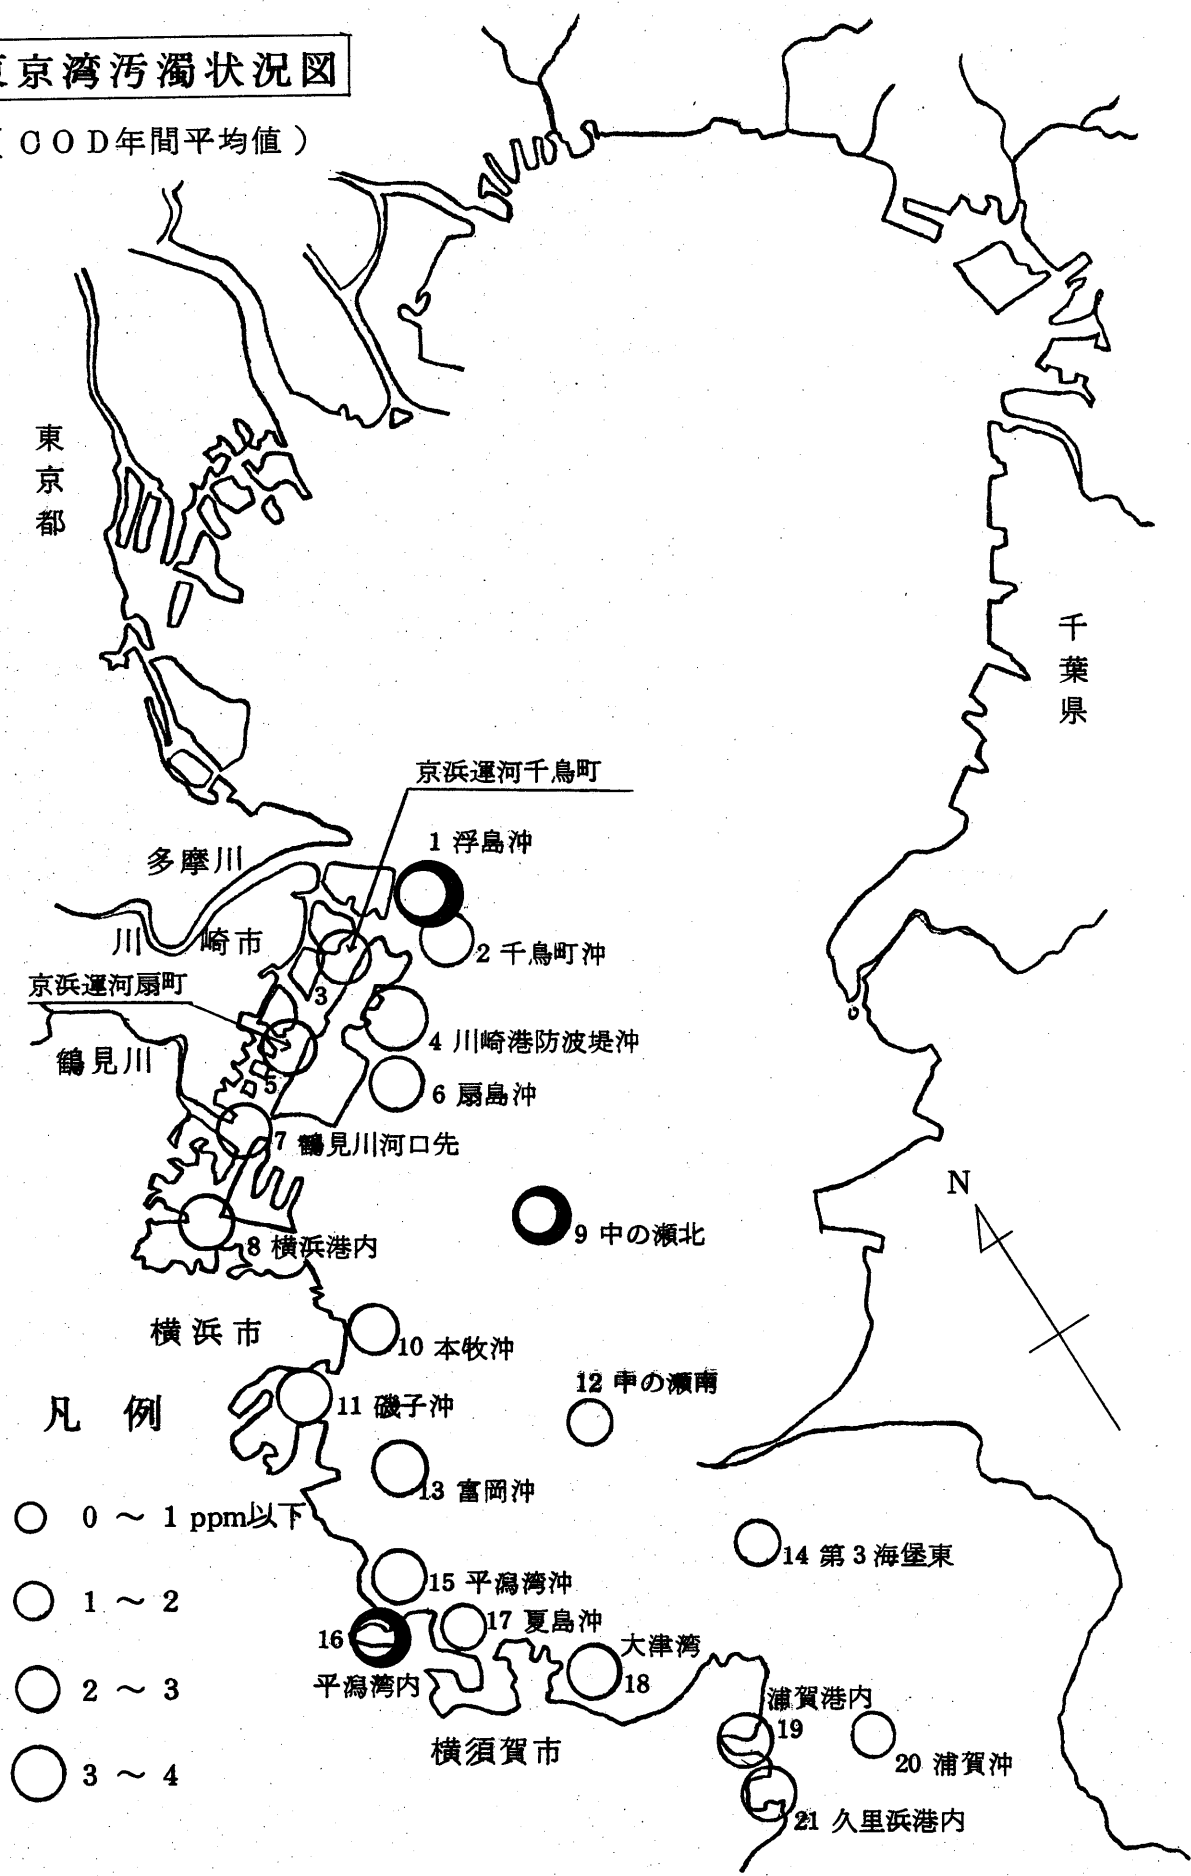 京湾汚濁状況図
ＣＯＤ年間平均値）
東京都
千葉県
京浜運河千鳥町
1 浮島沖
多摩川
川崎市
2 千鳥町沖
3
京浜運河扇町
4 川崎港防波堤沖
鶴見川
5
6 扇島沖
7 鶴見川河口先
N
8 横浜港内
9 中の瀬北
横浜市
10 本牧沖
12 中の瀬南
凡例
11 磯子沖
13 富岡沖
0 ～ 1 ppm以下
14 第3海堡東
1 ～ 2
15 平潟湾沖
17 夏島沖
16
平潟湾内
大津湾
18
2 ～ 3
浦賀港内
19
横須賀市
20 浦賀沖
3 ～ 4
21 久里浜港内